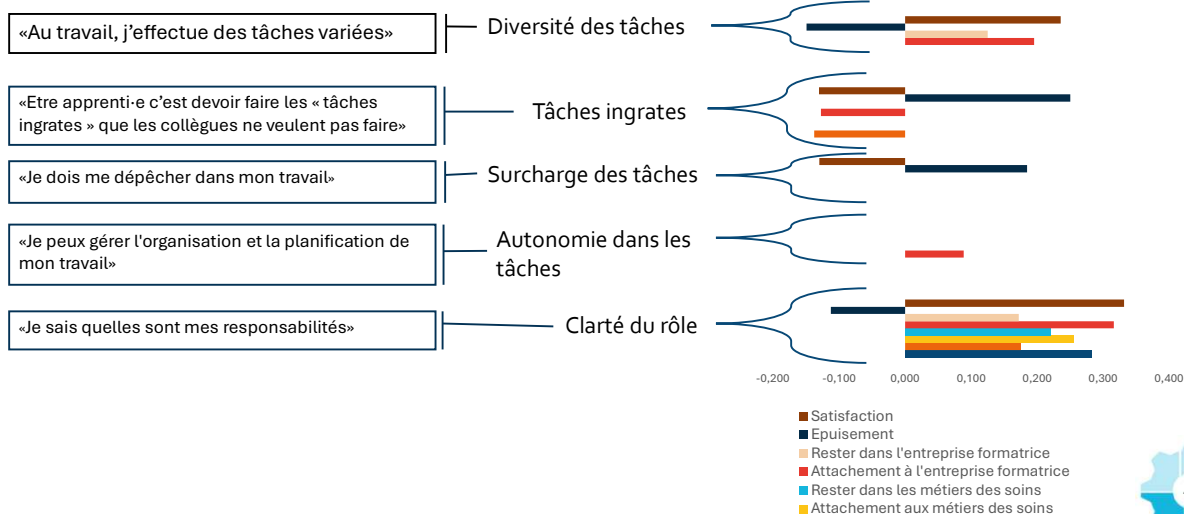 «Au travail, j’effectue des tâches variées»
Diversité des tâches
«Etre apprenti·e c’est devoir faire les « tâches
ingrates » que les collègues ne veulent pas faire»
Tâches ingrates
«Je dois me dépêcher dans mon travail»
Surcharge des tâches
«Je peux gérer l'organisation et la planification de
mon travail»
Autonomie dans les
tâches
«Je sais quelles sont mes responsabilités»
Clarté du rôle
-0,200 -0,100 0,000 0,100 0,200 0,300 0,400
Satisfaction
Epuisement
Rester dans l'entreprise formatrice
Attachement à l'entreprise formatrice
Rester dans les métiers des soins
Attachement aux métiers des soins